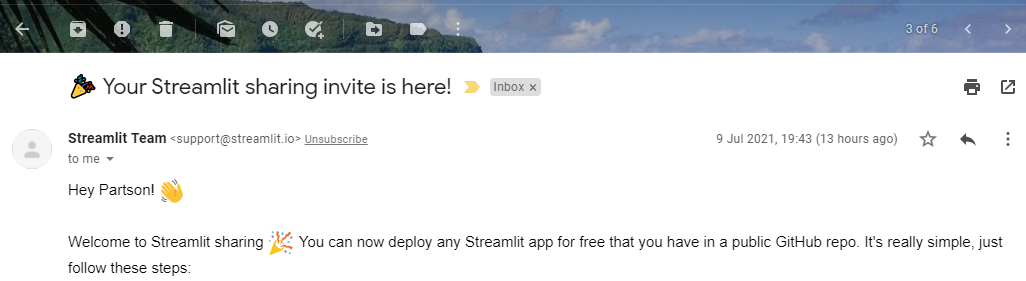 3 of 6
Your Streamlit sharing invite is here!
Inbox ×
Streamlit Team <support@streamlit.io> Unsubscribe
9 Jul 2021, 19:43 (13 hours ago)
to me
Hey Partson!
Welcome to Streamlit sharing You can now deploy any Streamlit app for free that you have in a public GitHub repo. It's really simple, just
follow these steps: